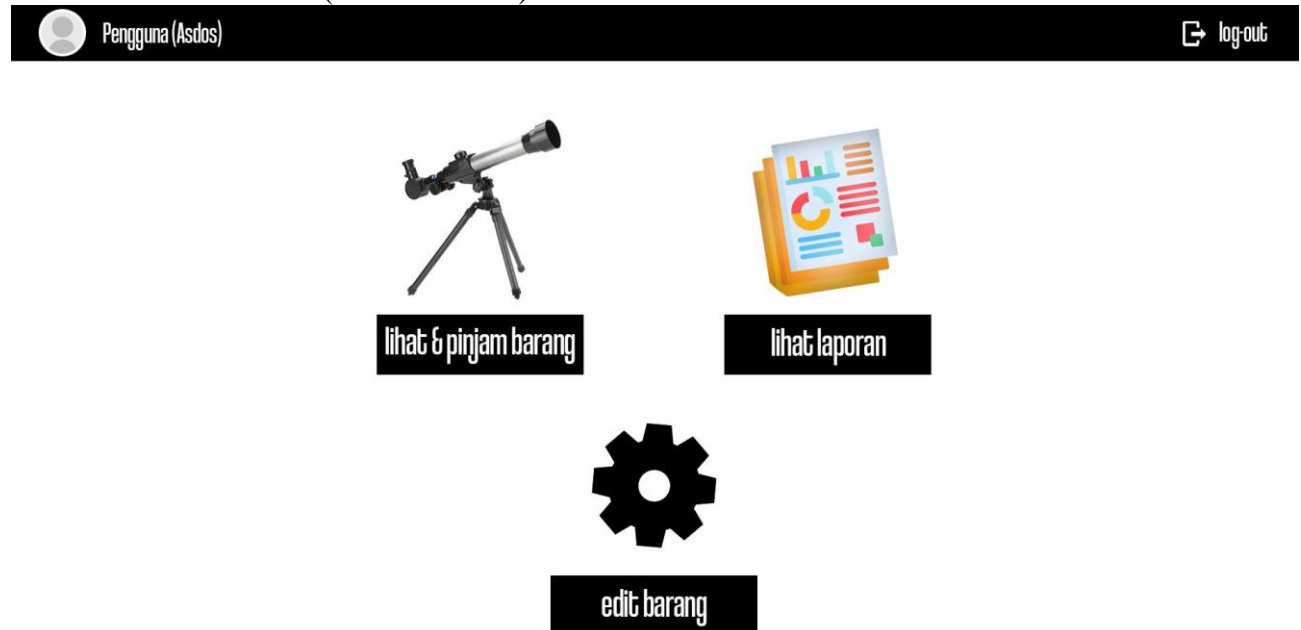 Pengguna (Asdos)
log-out
lihat & pinjam barang
lihat laporan
edit barang